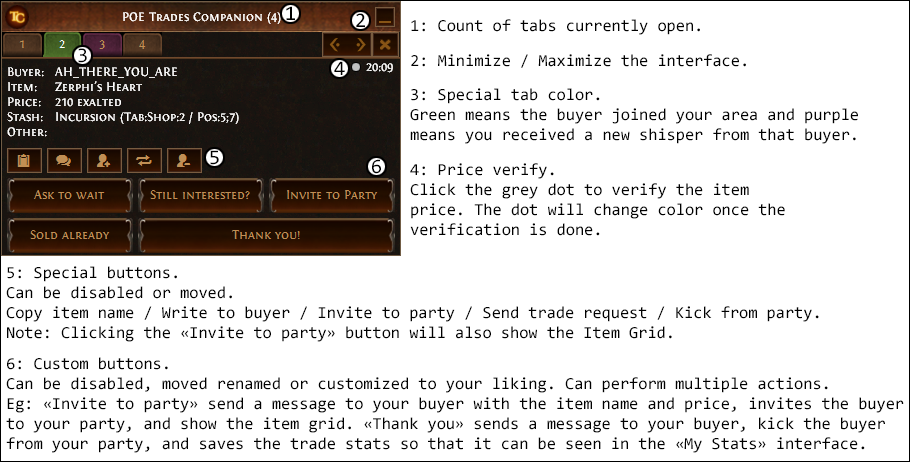 TC
POE Trades Companion (4) 1
2
1 2 3 4
3
Buyer: AH_THERE_YOU_ARE
4 20:09
Item: Zerphi's Heart
Price: 210 exalted
Stash: Incursion (Tab:Shop:2 / Pos:5;7)
Other:
5
6
Ask to wait
Still interested?
Invite to Party
Sold already
Thank you!
1: Count of tabs currently open.
2: Minimize / Maximize the interface.
3: Special tab color.
Green means the buyer joined your area and purple
means you received a new shisper from that buyer.
4: Price verify.
Click the grey dot to verify the item
price. The dot will change color once the
verification is done.
5: Special buttons.
Can be disabled or moved.
Copy item name / Write to buyer / Invite to party / Send trade request / Kick from party.
Note: Clicking the «Invite to party» button will also show the Item Grid.
6: Custom buttons.
Can be disabled, moved renamed or customized to your liking. Can perform multiple actions.
Eg: «Invite to party» send a message to your buyer with the item name and price, invites the buyer
to your party, and show the item grid. «Thank you» sends a message to your buyer, kick the buyer
from your party, and saves the trade stats so that it can be seen in the «My Stats» interface.